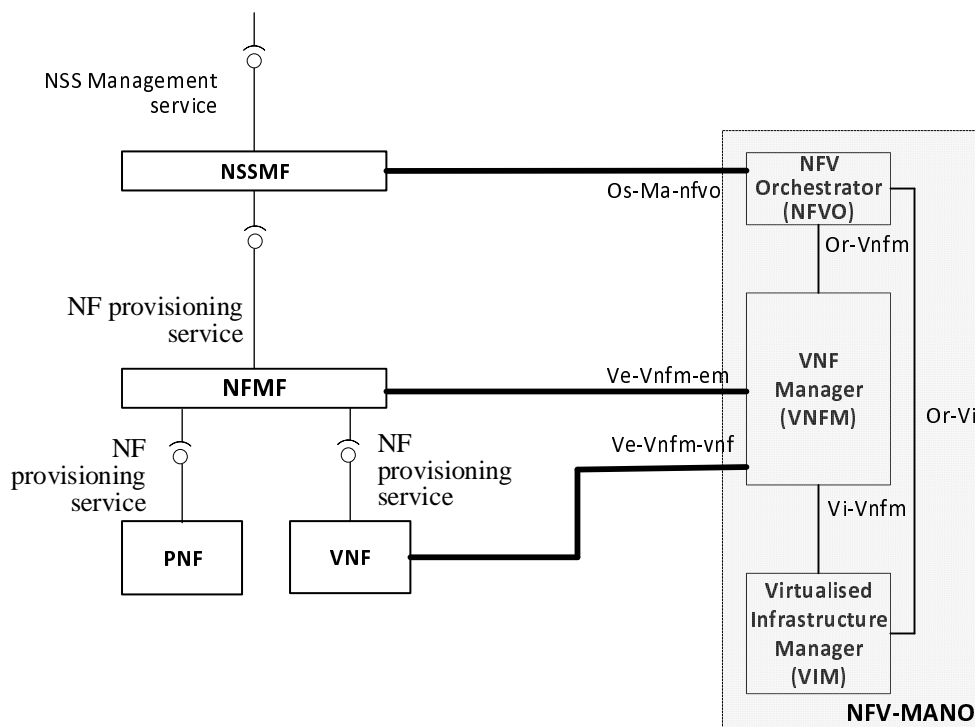 NSS Management
service
NSSMF
Os-Ma-nfvo
NFV
Orchestrator
(NFVO)
Or-Vnfm
NF provisioning
service
NFMF
Ve-Vnfm-em
VNF
Manager
(VNFM)
Or-Vi
Ve-Vnfm-vnf
NF
provisioning
service
NF
provisioning
service
Vi-Vnfm
PNF
VNF
Virtualised
Infrastructure
Manager
(VIM)
NFV-MANO